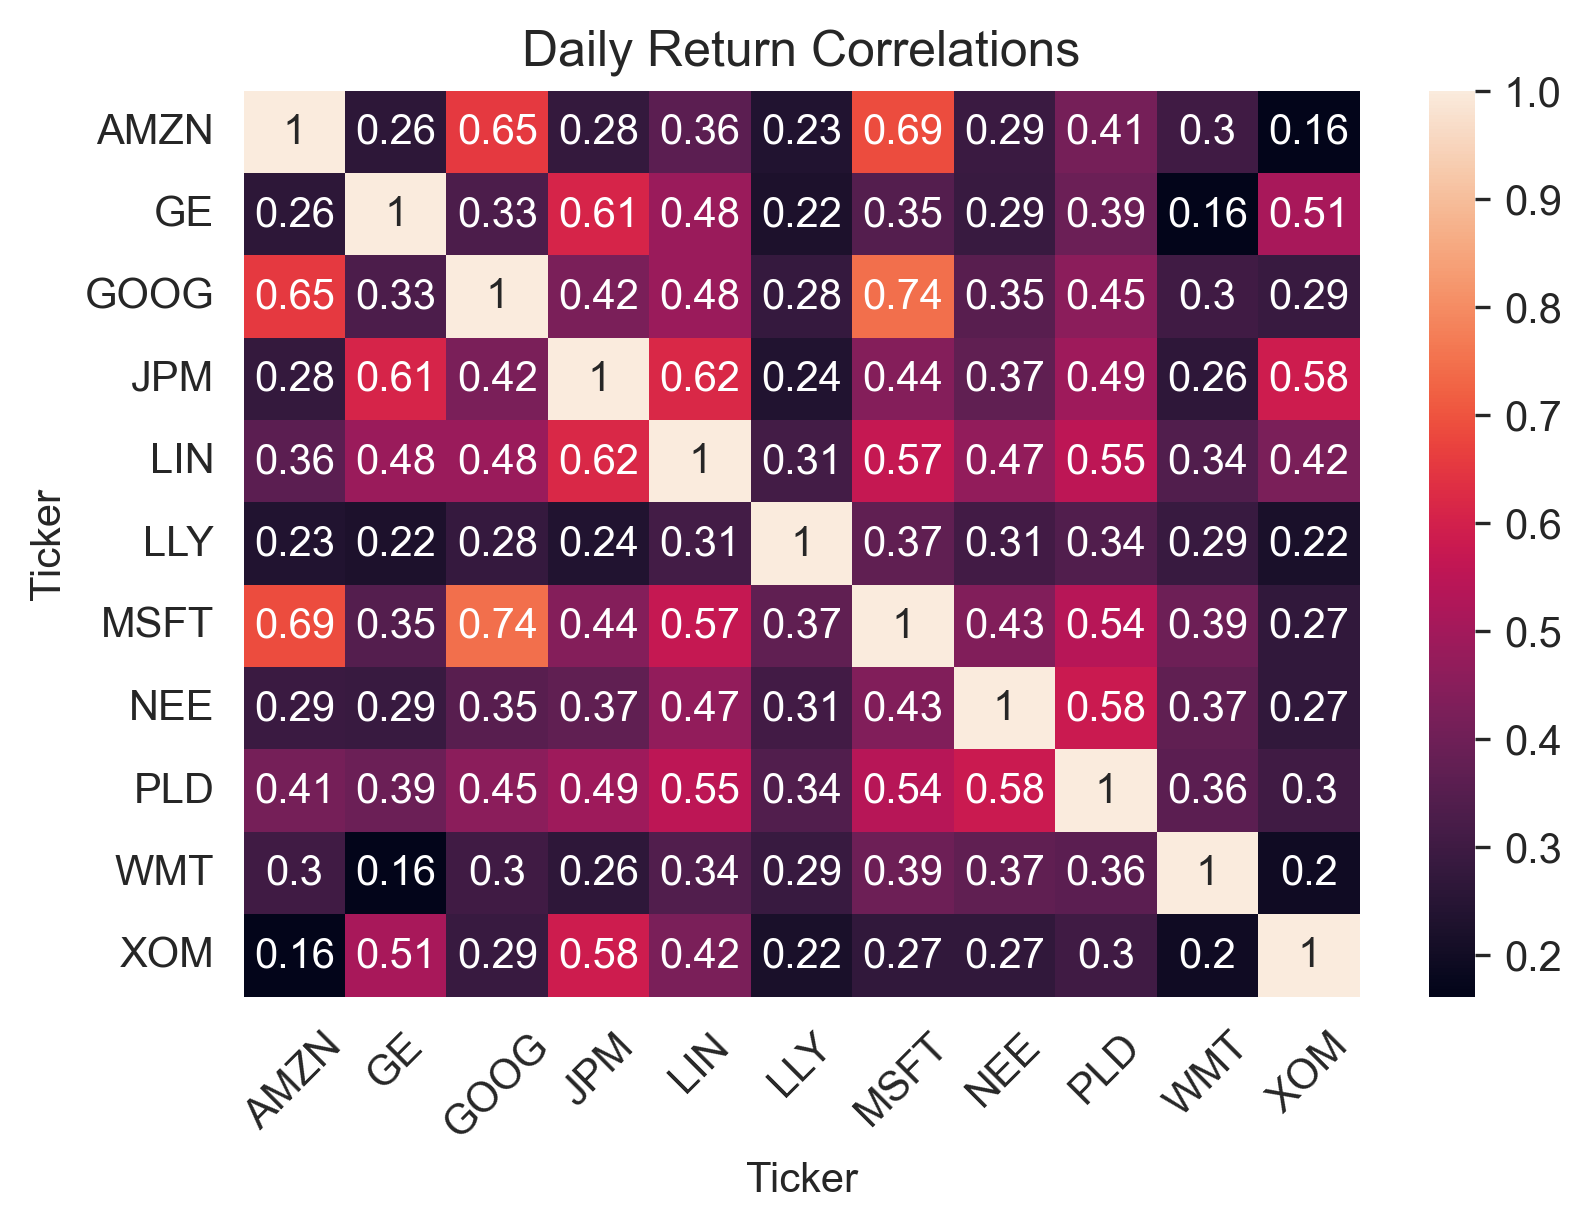 Daily Return Correlations
AMZN 1 0.26 0.65 0.28 0.36 0.23 0.69 0.29 0.41 0.3 0.16
GE 0.26 1 0.33 0.61 0.48 0.22 0.35 0.29 0.39 0.16 0.51
GOOG 0.65 0.33 1 0.42 0.48 0.28 0.74 0.35 0.45 0.3 0.29
JPM 0.28 0.61 0.42 1 0.62 0.24 0.44 0.37 0.49 0.26 0.58
LIN 0.36 0.48 0.48 0.62 1 0.31 0.57 0.47 0.55 0.34 0.42
LLY 0.23 0.22 0.28 0.24 0.31 1 0.37 0.31 0.34 0.29 0.22
MSFT 0.69 0.35 0.74 0.44 0.57 0.37 1 0.43 0.54 0.39 0.27
NEE 0.29 0.29 0.35 0.37 0.47 0.31 0.43 1 0.58 0.37 0.27
PLD 0.41 0.39 0.45 0.49 0.55 0.34 0.54 0.58 1 0.36 0.3
WMT 0.3 0.16 0.3 0.26 0.34 0.29 0.39 0.37 0.36 1 0.2
XOM 0.16 0.51 0.29 0.58 0.42 0.22 0.27 0.27 0.3 0.2 1
Ticker
AMZN GE GOOG JPM LIN LLY MSFT NEE PLD WMT XOM
Ticker
1.0
0.9
0.8
0.7
0.6
0.5
0.4
0.3
0.2